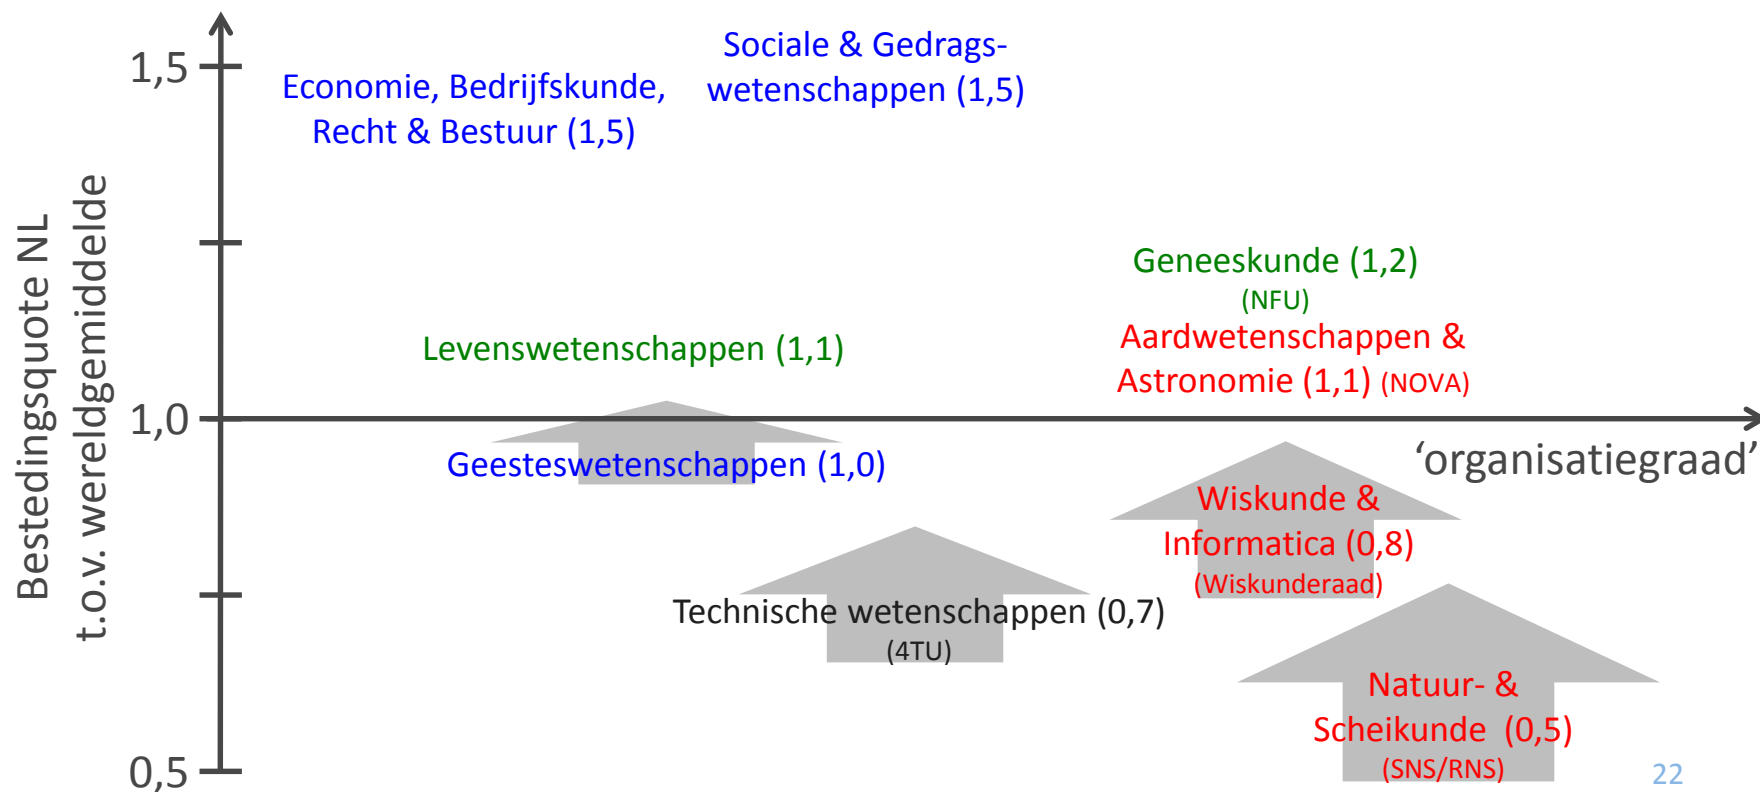 Bestedingsquote NL
t.o.v. wereldgemiddelde
1,5
1,0
0,5
Economie, Bedrijfskunde,
Recht & Bestuur (1,5)
Sociale & Gedrags-
wetenschappen (1,5)
Geneeskunde (1,2)
(NFU)
Levenswetenschappen (1,1)
Aardwetenschappen &
Astronomie (1,1) (NOVA)
'organisatiegraad'
Geesteswetenschappen (1,0)
Wiskunde &
Informatica (0,8)
(Wiskunderaad)
Technische wetenschappen (0,7)
(4TU)
Natuur- &
Scheikunde (0,5)
(SNS/RNS)
22